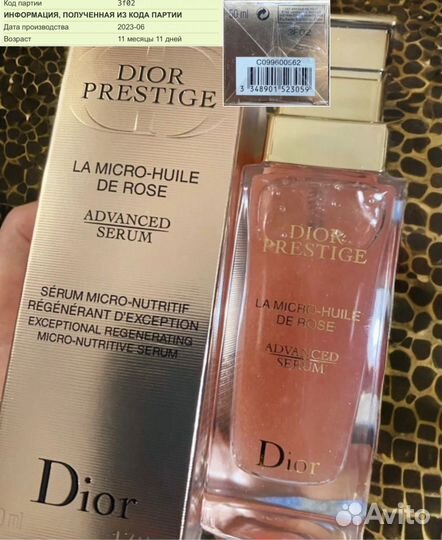 Код партии 3f02
ИНФОРМАЦИЯ, ПОЛУЧЕННАЯ ИЗ КОДА ПАРТИИ
Дата производства 2023-06
Возраст 11 месяцы 11 дней
50 ml
3F02
C099600562
3 348901 523059
DIOR
PRESTIGE
LA MICRO-HUILE
DE ROSE
ADVANCED
SERUM
SÉRUM MICRO-NUTRITIF
RÉGÉNÉRANT D'EXCEPTION
EXCEPTIONAL REGENERATING
MICRO-NUTRITIVE SERUM
Dior
DIOR
PRESTIGE
LA MICRO-HUILE
DE ROSE
ADVANCED
SERUM
Dior
Avito